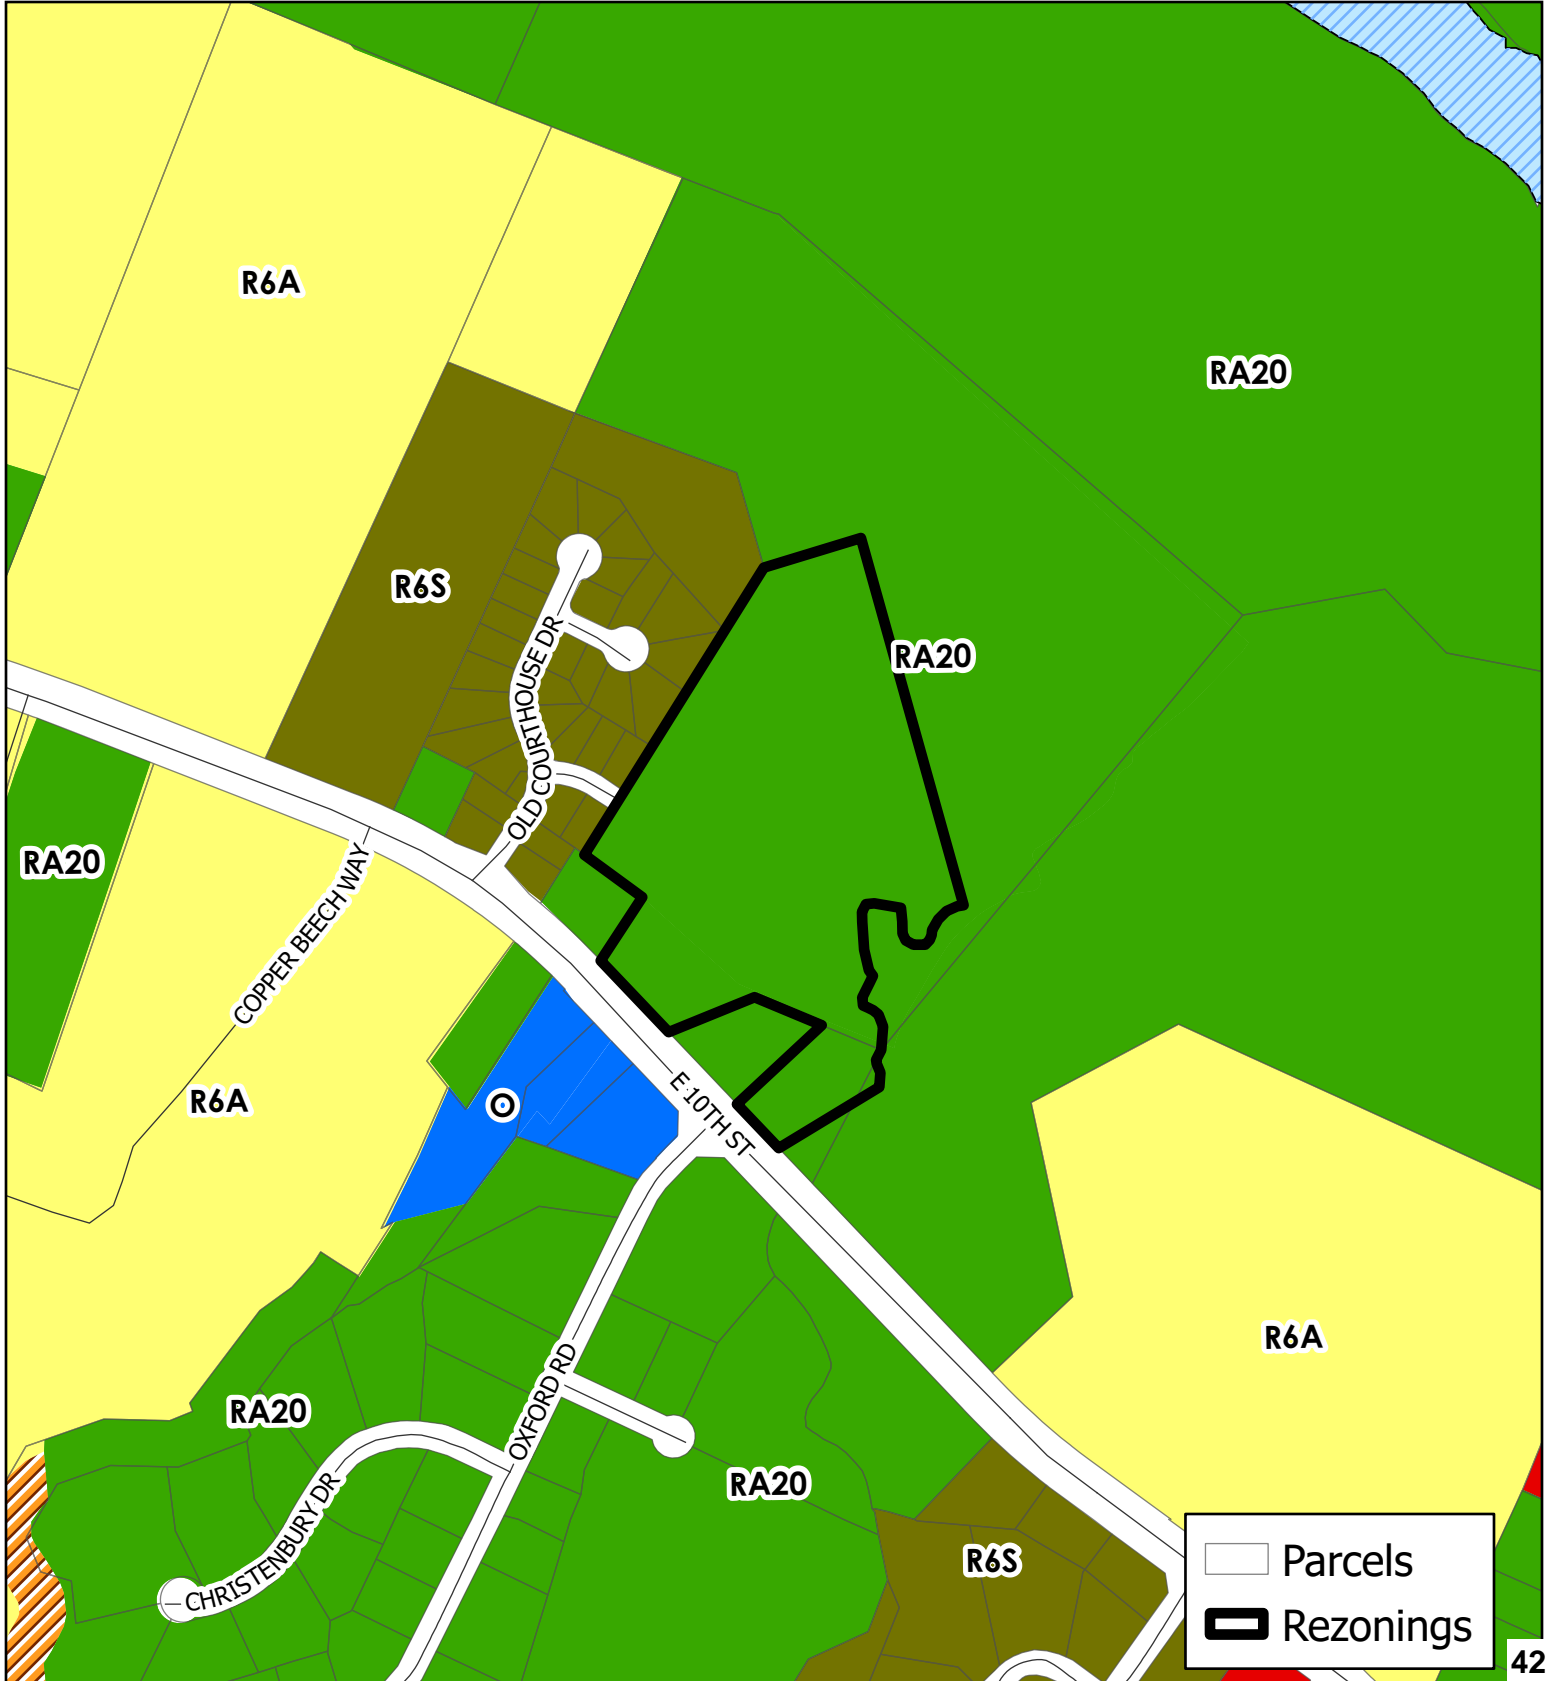 R6A
RA20
R6S
OLD COURTHOUSE DR
RA20
RA20
COPPER BEECH WAY
R6A
O
E 10TH ST
R6A
RA20
OXFORD RD
RA20
CHRISTENBURY DR
R6S
Parcels
Rezonings
42